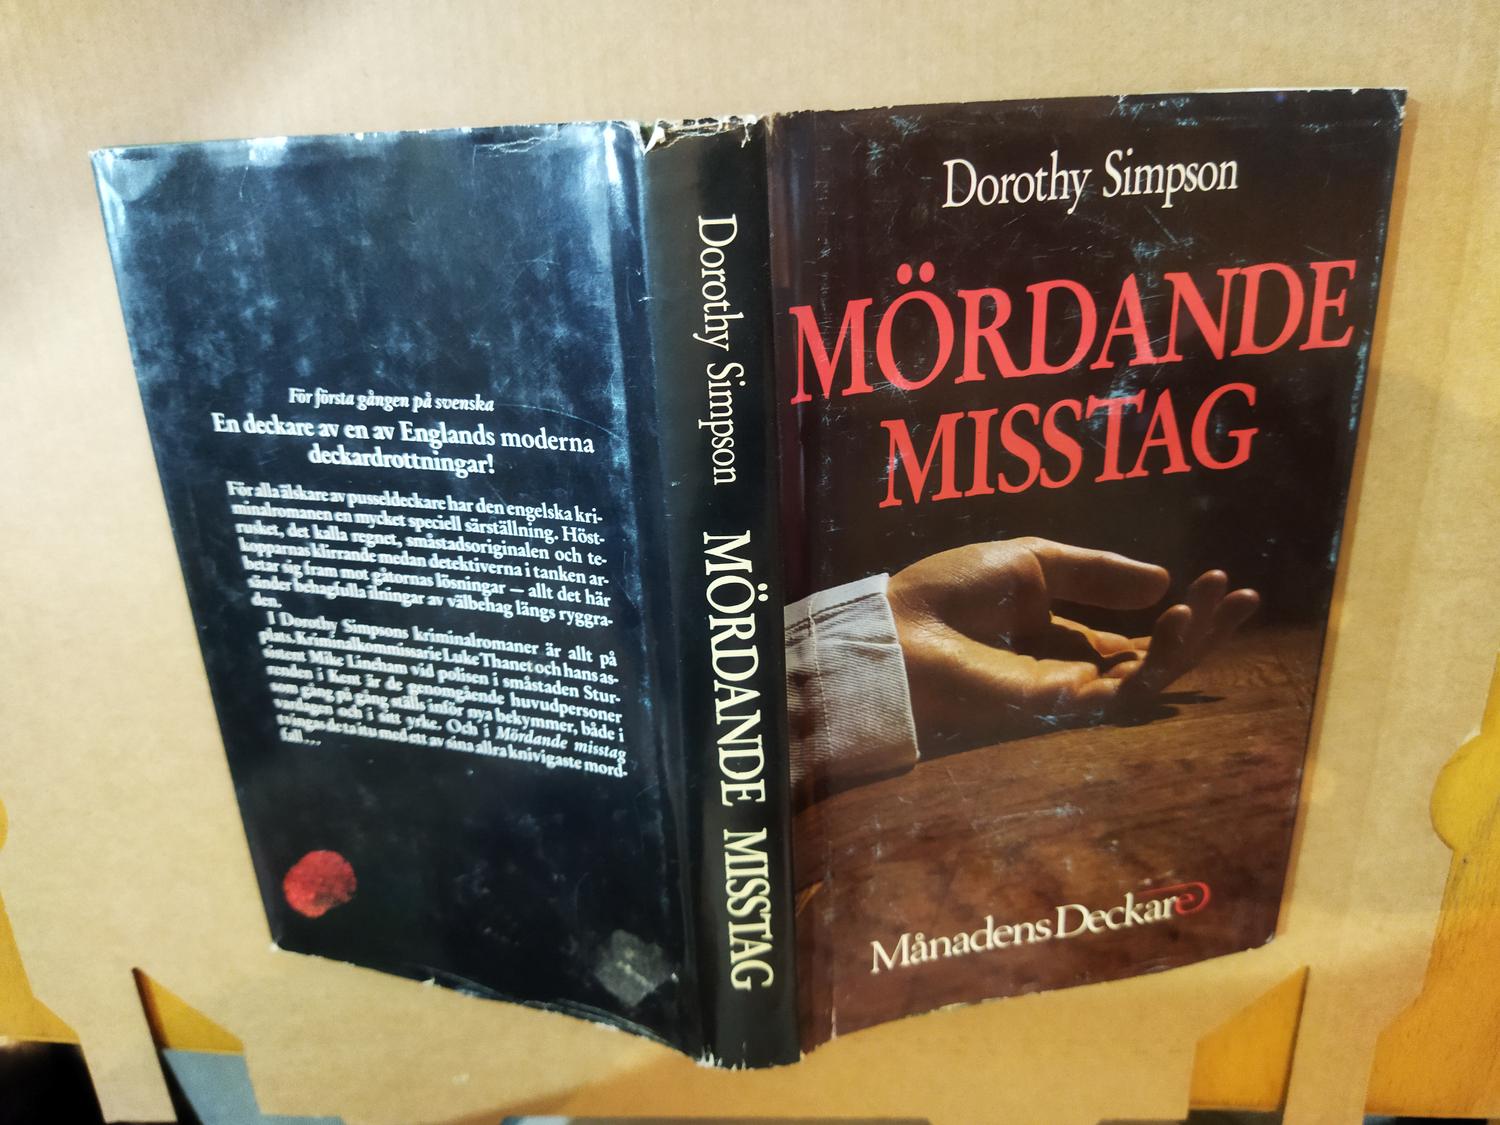 För första gången på svenska
En deckare av en av Englands moderna
deckardrottningar!
För alla älskare av pusseldeckare har den engelska kri-
minalromanen en mycket speciell särställning. Höst-
rusket, det kalla regnet, småstadsoriginalen och te-
kopparnas klirrande medan detektiverna i tanken ar-
betar sig fram mot gåtornas lösningar – allt det här
sänder behagfulla ilningar av välbehag längs ryggra-
den.
I Dorothy Simpsons kriminalromaner är allt på
plats. Kriminalkommissarie Luke Thanet och hans as-
sistent Mike Lineham vid polisen i småstaden Stur-
renden i Kent är de genomgående huvudpersoner
som gång på gång ställs inför nya bekymmer, både i
vardagen och i sitt yrke. Och i Mördande misstag
tvingas de ta itu med ett av sina allra knivigaste mord-
fall...
Dorothy Simpson MÖRDANDE MISSTAG
Dorothy Simpson
MÖRDANDE
MISSTAG
Månadens Deckare